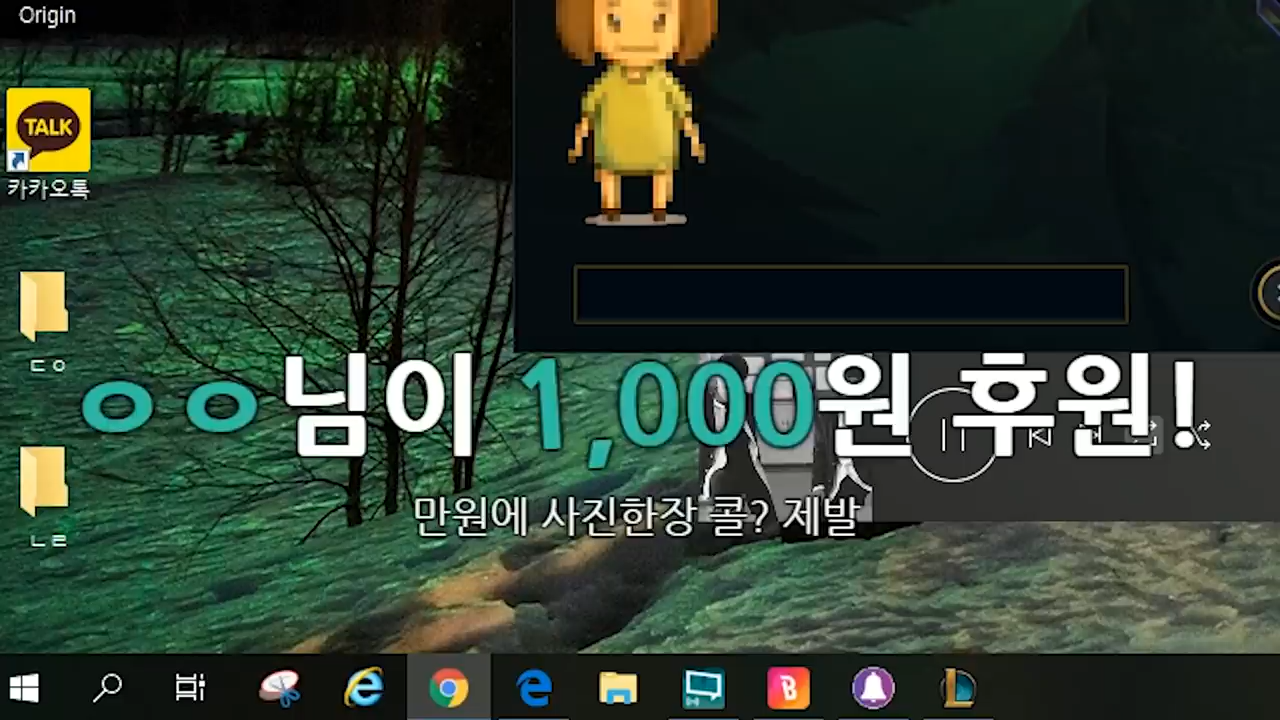 Origin
TALK
카카오톡
ㄷㅇ
ㅇㅇ님이 1,000원 후원!
만원에 사진한장 콜? 제발
ㄴㄹ